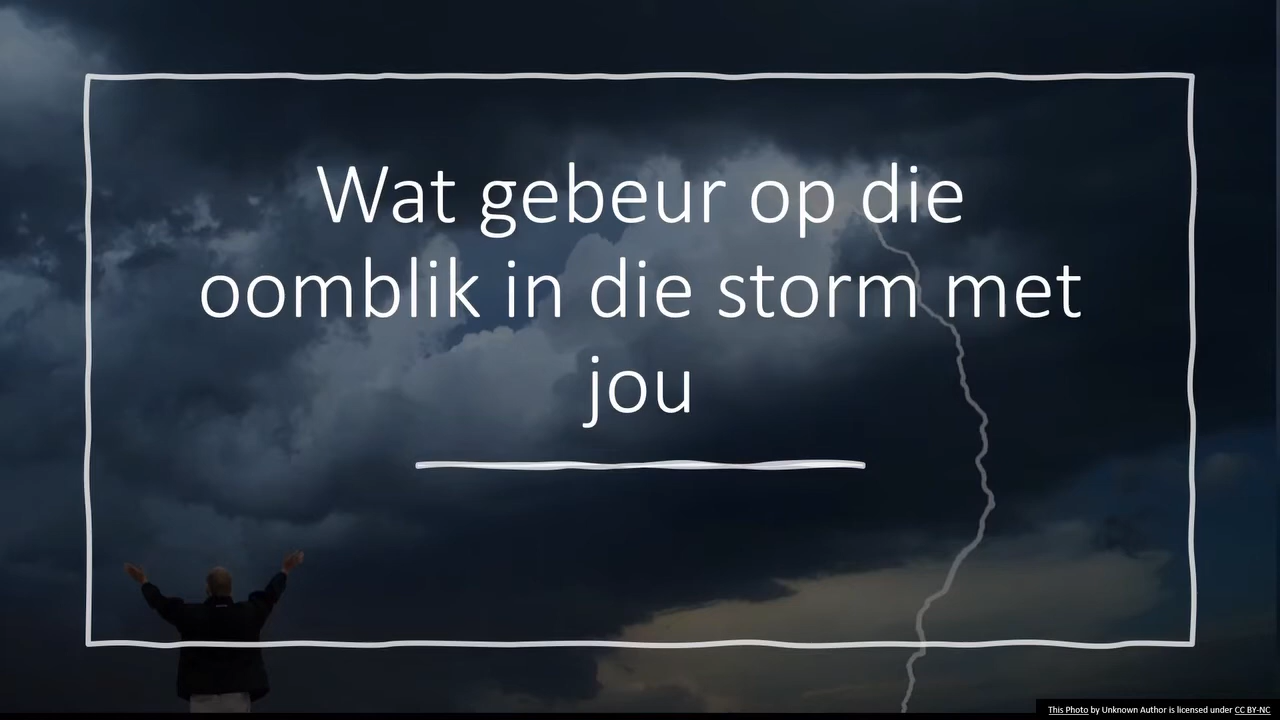 Wat gebeur op die
oomblik in die storm met
jou
This Photo by Unknown Author is licensed under CC BY-NC